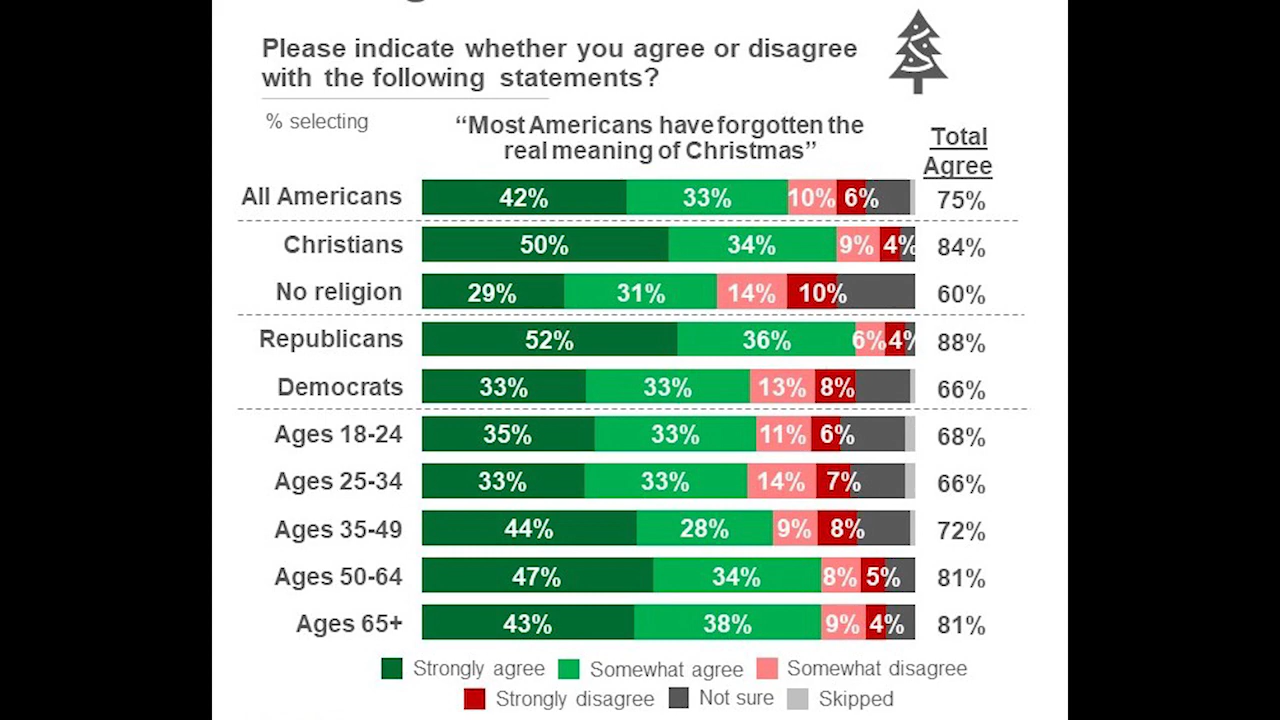 Please indicate whether you agree or disagree
with the following statements?
% selecting
“Most Americans have forgotten the
real meaning of Christmas”
Total
Agree
All Americans 42% 33% 10% 6% 75%
Christians 50% 34% 9% 4% 84%
No religion 29% 31% 14% 10% 60%
Republicans 52% 36% 6% 4% 88%
Democrats 33% 33% 13% 8% 66%
Ages 18-24 35% 33% 11% 6% 68%
Ages 25-34 33% 33% 14% 7% 66%
Ages 35-49 44% 28% 9% 8% 72%
Ages 50-64 47% 34% 8% 5% 81%
Ages 65+ 43% 38% 9% 4% 81%
Strongly agree Somewhat agree Somewhat disagree
Strongly disagree Not sure Skipped